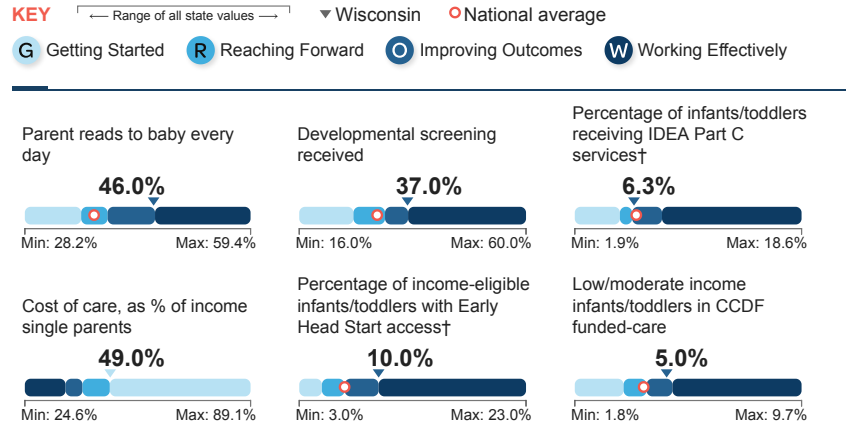 KEY ← Range of all state values → Wisconsin National average
G Getting Started R Reaching Forward O Improving Outcomes W Working Effectively
Parent reads to baby every
day
46.0%
Min: 28.2% Max: 59.4%
Developmental screening
received
37.0%
Min: 16.0% Max: 60.0%
Percentage of infants/toddlers
receiving IDEA Part C
services†
6.3%
Min: 1.9% Max: 18.6%
Cost of care, as % of income
single parents
49.0%
Min: 24.6% Max: 89.1%
Percentage of income-eligible
infants/toddlers with Early
Head Start access†
10.0%
Min: 3.0% Max: 23.0%
Low/moderate income
infants/toddlers in CCDF
funded-care
5.0%
Min: 1.8% Max: 9.7%